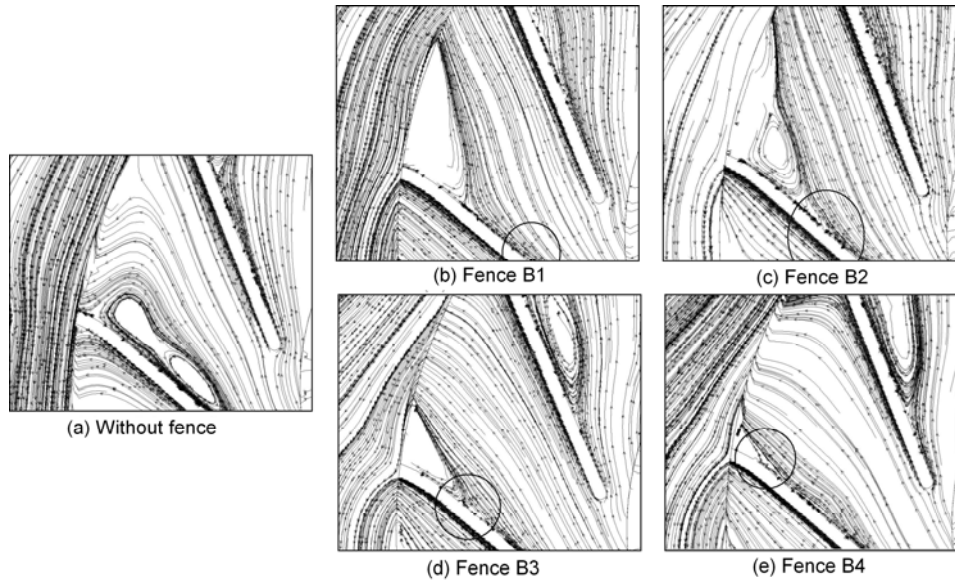 (a) Without fence
(b) Fence B1
(c) Fence B2
(d) Fence B3
(e) Fence B4